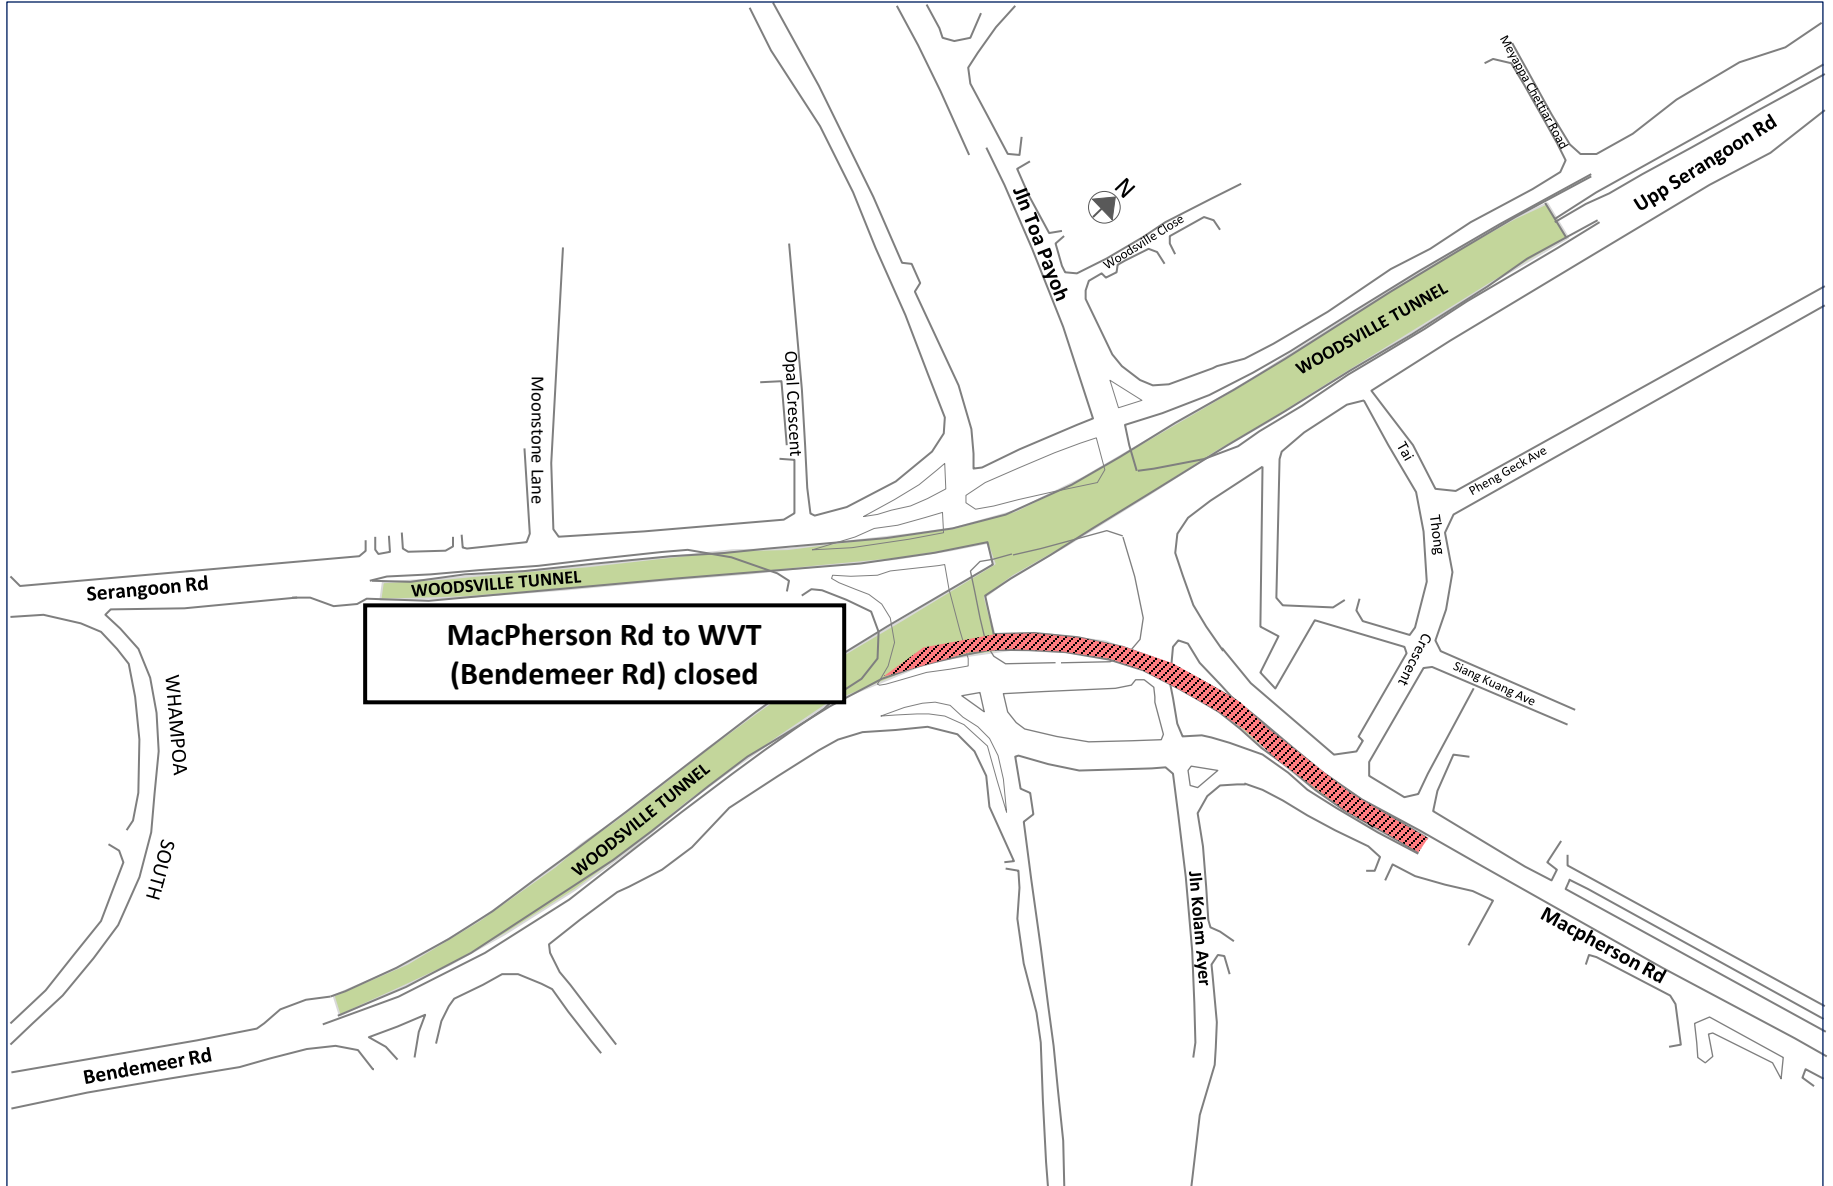 Meyappa Chettiar Road
Upp Serangoon Rd
N
Jln Toa Payoh
Woodsville Close
WOODSVILLE TUNNEL
Opal Crescent
Moonstone Lane
Tai
Thong
Crescent
Pheng Geck Ave
Siang Kuang Ave
Serangoon Rd
WOODSVILLE TUNNEL
MacPherson Rd to WVT
(Bendemeer Rd) closed
WHAMPOA
SOUTH
WOODSVILLE TUNNEL
Jln Kolam Ayer
Macpherson Rd
Bendemeer Rd